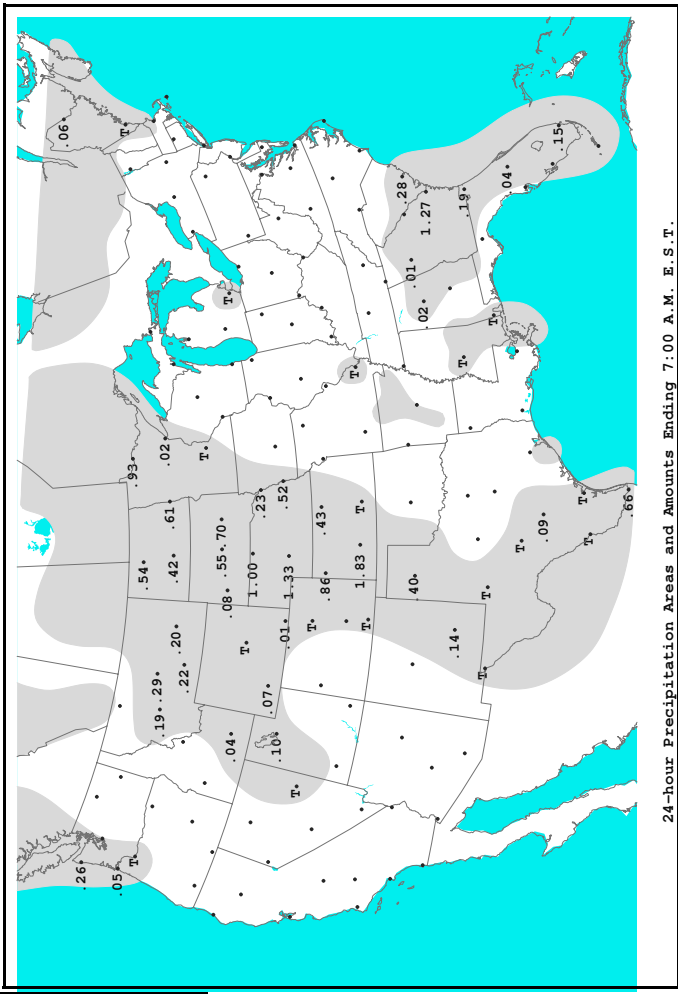 .06
.26
.05
T
T
.93
.54
.29
.19
.02
.61
.42
.20
.22
T
.55
.70
.08
T
.04
T
1.00
.23
.07
.10
.52
.01
1.33
T
T
.43
.86
T
1.83
T
T
.28
.01
.40
.02
1.27
.14
T
.19
T
T
T
.04
T
.09
.15
T
T
.66
24-hour Precipitation Areas and Amounts Ending 7:00 A.M. E.S.T.